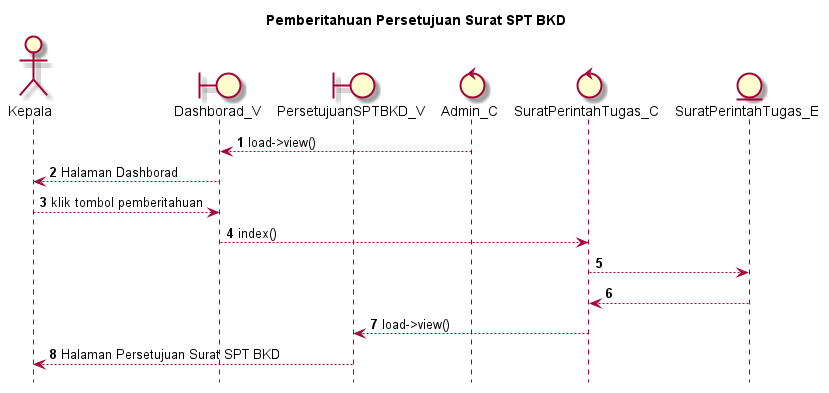 Pemberitahuan Persetujuan Surat SPT BKD
Kepala
Dashborad_V
PersetujuanSPTBKD_V
Admin_C
SuratPerintahTugas_C
SuratPerintahTugas_E
1 load->view()
2 Halaman Dashborad
3 klik tombol pemberitahuan
4 index()
5
6
7 load->view()
8 Halaman Persetujuan Surat SPT BKD